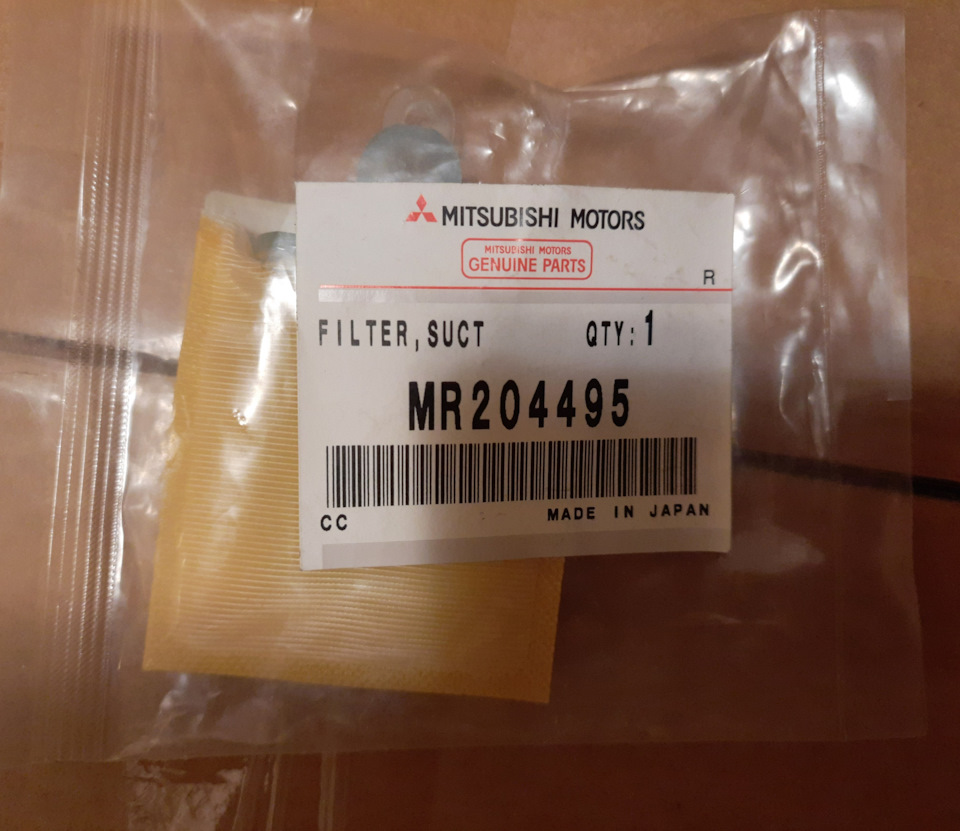 MITSUBISHI MOTORS
MITSUBISHI MOTORS
GENUINE PARTS
R
FILTER,SUCT QTY:1
MR204495
CC MADE IN JAPAN